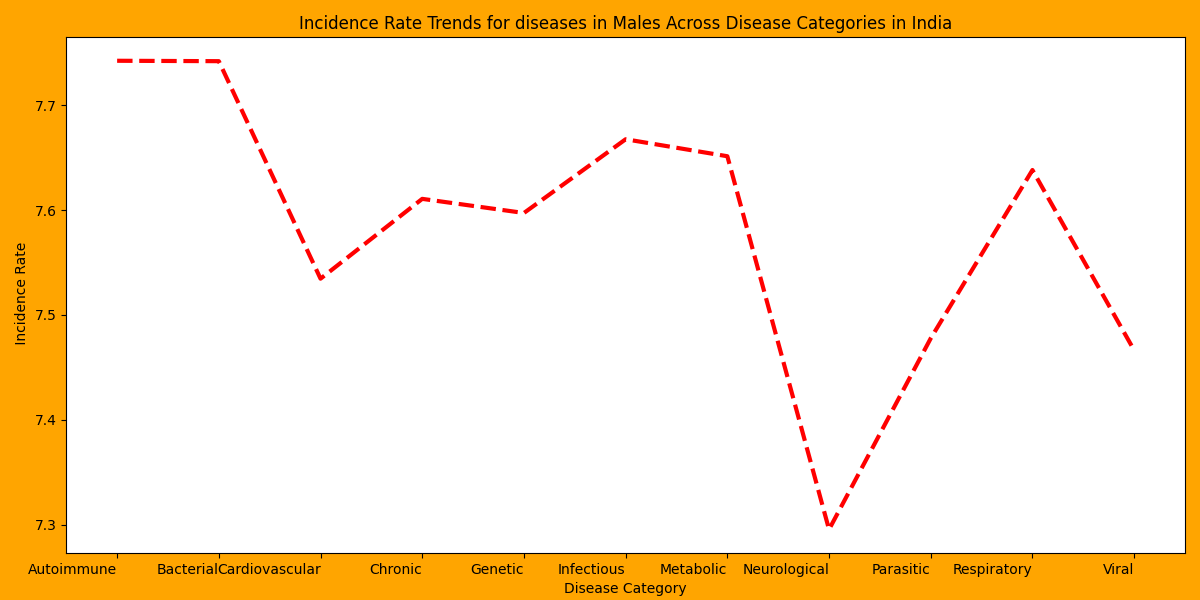 Incidence Rate Trends for diseases in Males Across Disease Categories in India
Incidence Rate
7.7
7.6
7.5
7.4
7.3
Autoimmune Bacterial Cardiovascular Chronic Genetic Infectious Metabolic Neurological Parasitic Respiratory Viral
Disease Category